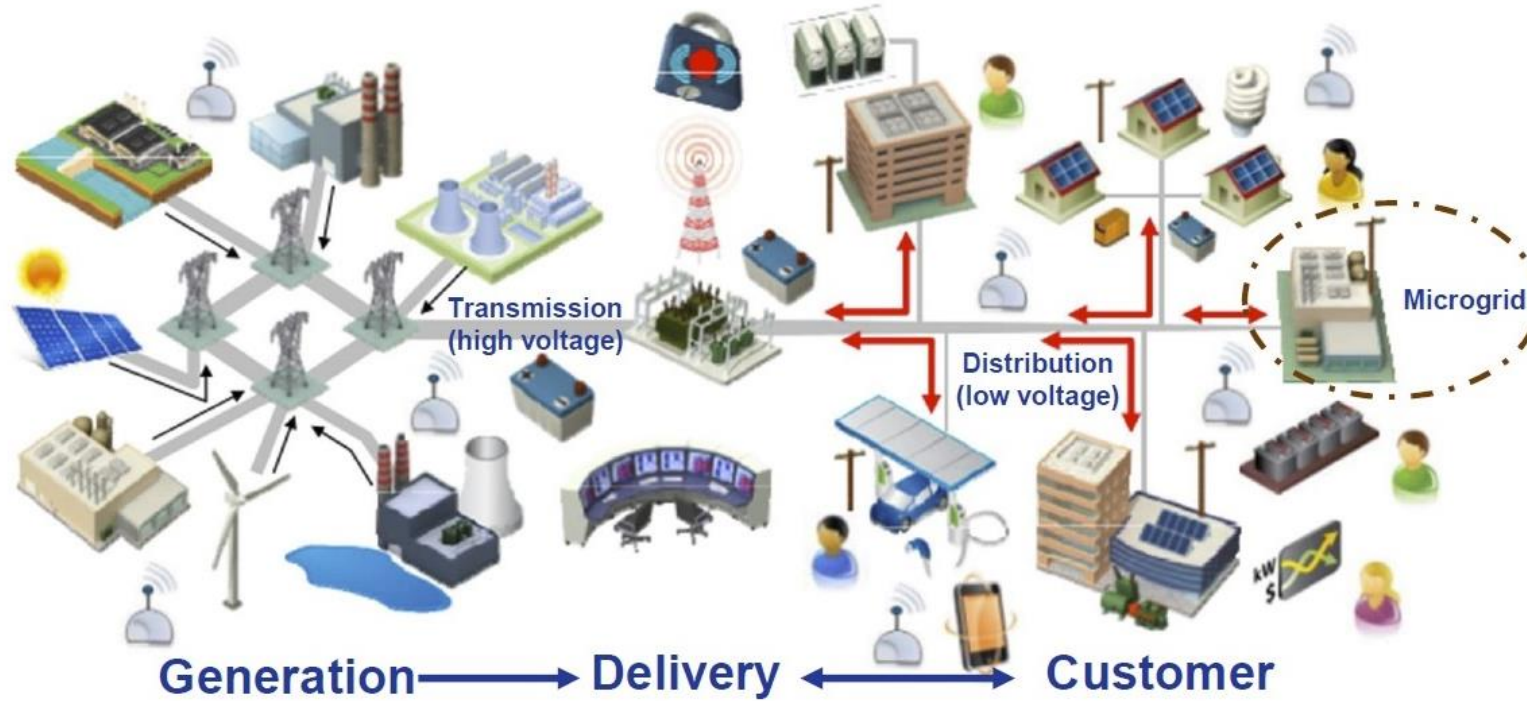 Transmission
(high voltage)
Microgrid
Distribution
(low voltage)
kW
$
Generation
Delivery
Customer